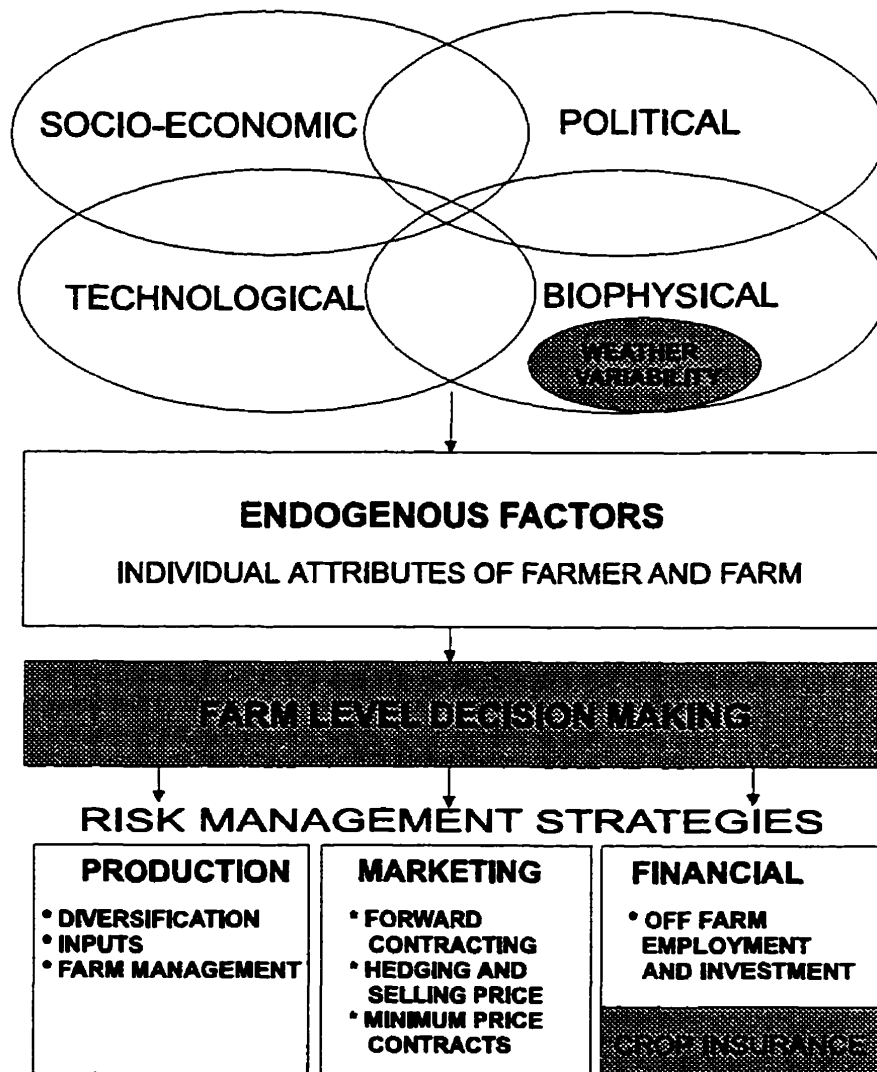 SOCIO-ECONOMIC
POLITICAL
TECHNOLOGICAL
BIOPHYSICAL
WEATHER
VARIABILITY
ENDOGENOUS FACTORS
INDIVIDUAL ATTRIBUTES OF FARMER AND FARM
FARM LEVEL DECISION MAKING
RISK MANAGEMENT STRATEGIES
PRODUCTION
* DIVERSIFICATION
* INPUTS
* FARM MANAGEMENT
MARKETING
* FORWARD
CONTRACTING
* HEDGING AND
SELLING PRICE
* MINIMUM PRICE
CONTRACTS
FINANCIAL
* OFF FARM
EMPLOYMENT
AND INVESTMENT
CROP INSURANCE